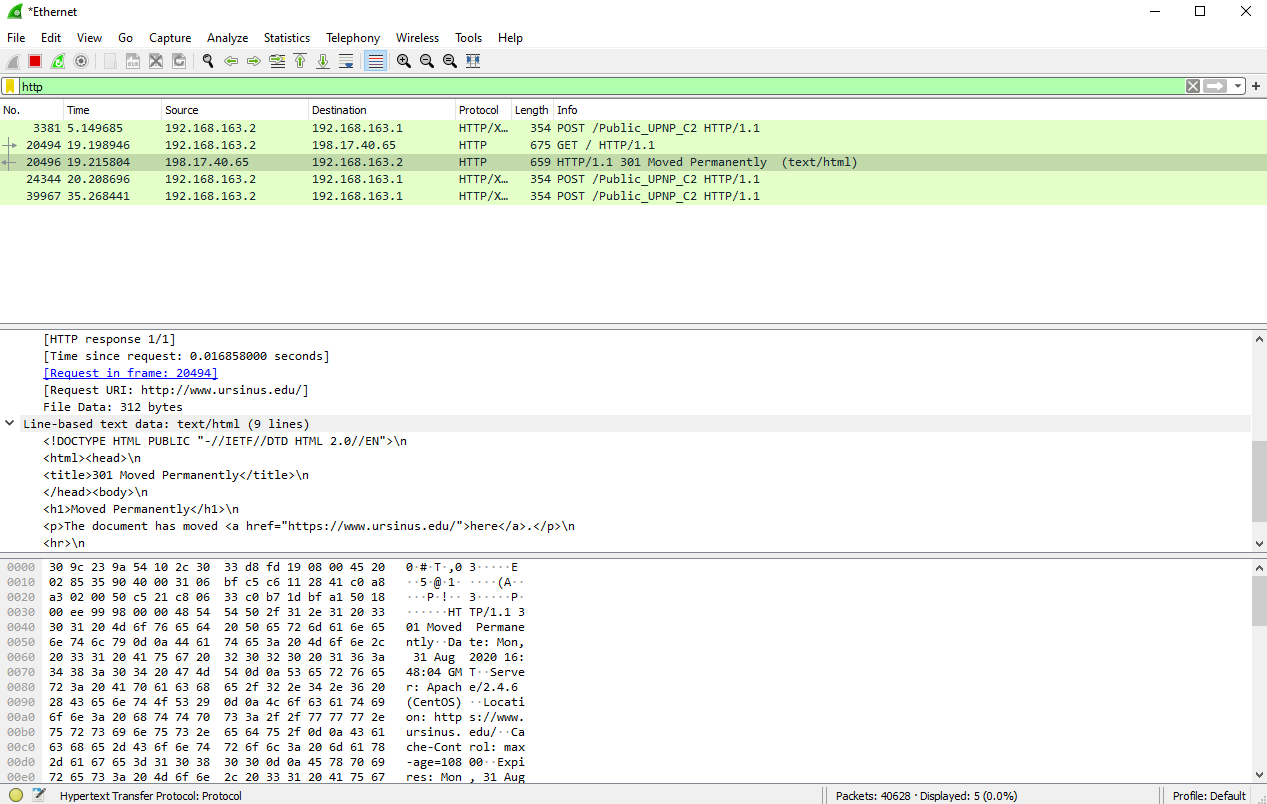 *Ethernet
File Edit View Go Capture Analyze Statistics Telephony Wireless Tools Help
http
No. Time Source Destination Protocol Length Info
3381 5.149685 192.168.163.2 192.168.163.1 HTTP/X… 354 POST /Public_UPNP_C2 HTTP/1.1
20494 19.198946 192.168.163.2 198.17.40.65 HTTP 675 GET / HTTP/1.1
20496 19.215804 198.17.40.65 192.168.163.2 HTTP 659 HTTP/1.1 301 Moved Permanently (text/html)
24344 20.208696 192.168.163.2 192.168.163.1 HTTP/X… 354 POST /Public_UPNP_C2 HTTP/1.1
39967 35.268441 192.168.163.2 192.168.163.1 HTTP/X… 354 POST /Public_UPNP_C2 HTTP/1.1
[HTTP response 1/1]
[Time since request: 0.016858000 seconds]
[Request in frame: 20494]
[Request URI: http://www.ursinus.edu/]
File Data: 312 bytes
Line-based text data: text/html (9 lines)
<!DOCTYPE HTML PUBLIC "-//IETF//DTD HTML 2.0//EN">\n
<html><head>\n
<title>301 Moved Permanently</title>\n
</head><body>\n
<h1>Moved Permanently</h1>\n
<p>The document has moved <a href="https://www.ursinus.edu/">here</a>.</p>\n
<hr>\n
0000 30 9c 23 9a 54 10 2c 30 33 d8 fd 19 08 00 45 20 0·#·T·,0 3·····E
0010 02 85 35 90 40 00 31 06 bf c5 c6 11 28 41 c0 a8 ··5·@·1· ····(A··
0020 a3 02 00 50 c5 21 c8 06 33 c0 b7 1d bf a1 50 18 ···P·!·· 3·····P·
0030 00 ee 99 98 00 00 48 54 54 50 2f 31 2e 31 20 33 ······HT TP/1.1 3
0040 30 31 20 4d 6f 76 65 64 20 50 65 72 6d 61 6e 65 01 Moved Permane
0050 6e 74 6c 79 0d 0a 44 61 74 65 3a 20 4d 6f 6e 2c ntly··Da te: Mon,
0060 20 33 31 20 41 75 67 20 32 30 32 30 20 31 36 3a 31 Aug 2020 16:
0070 34 38 3a 30 34 20 47 4d 54 0d 0a 53 65 72 76 65 48:04 GM T··Serve
0080 72 3a 20 41 70 61 63 68 65 2f 32 2e 34 2e 36 20 r: Apach e/2.4.6
0090 28 43 65 6e 74 4f 53 29 0d 0a 4c 6f 63 61 74 69 (CentOS) ··Locati
00a0 6f 6e 3a 20 68 74 74 70 73 3a 2f 2f 77 77 77 2e on: http s://www.
00b0 75 72 73 69 6e 75 73 2e 65 64 75 2f 0d 0a 43 61 ursinus. edu/··Ca
00c0 63 68 65 2d 43 6f 6e 74 72 6f 6c 3a 20 6d 61 78 che-Cont rol: max
00d0 2d 61 67 65 3d 31 30 38 30 30 0d 0a 45 78 70 69 -age=108 00··Expi
00e0 72 65 73 3a 20 4d 6f 6e 2c 20 33 31 20 41 75 67 res: Mon , 31 Aug
Hypertext Transfer Protocol: Protocol Packets: 40628 · Displayed: 5 (0.0%) Profile: Default